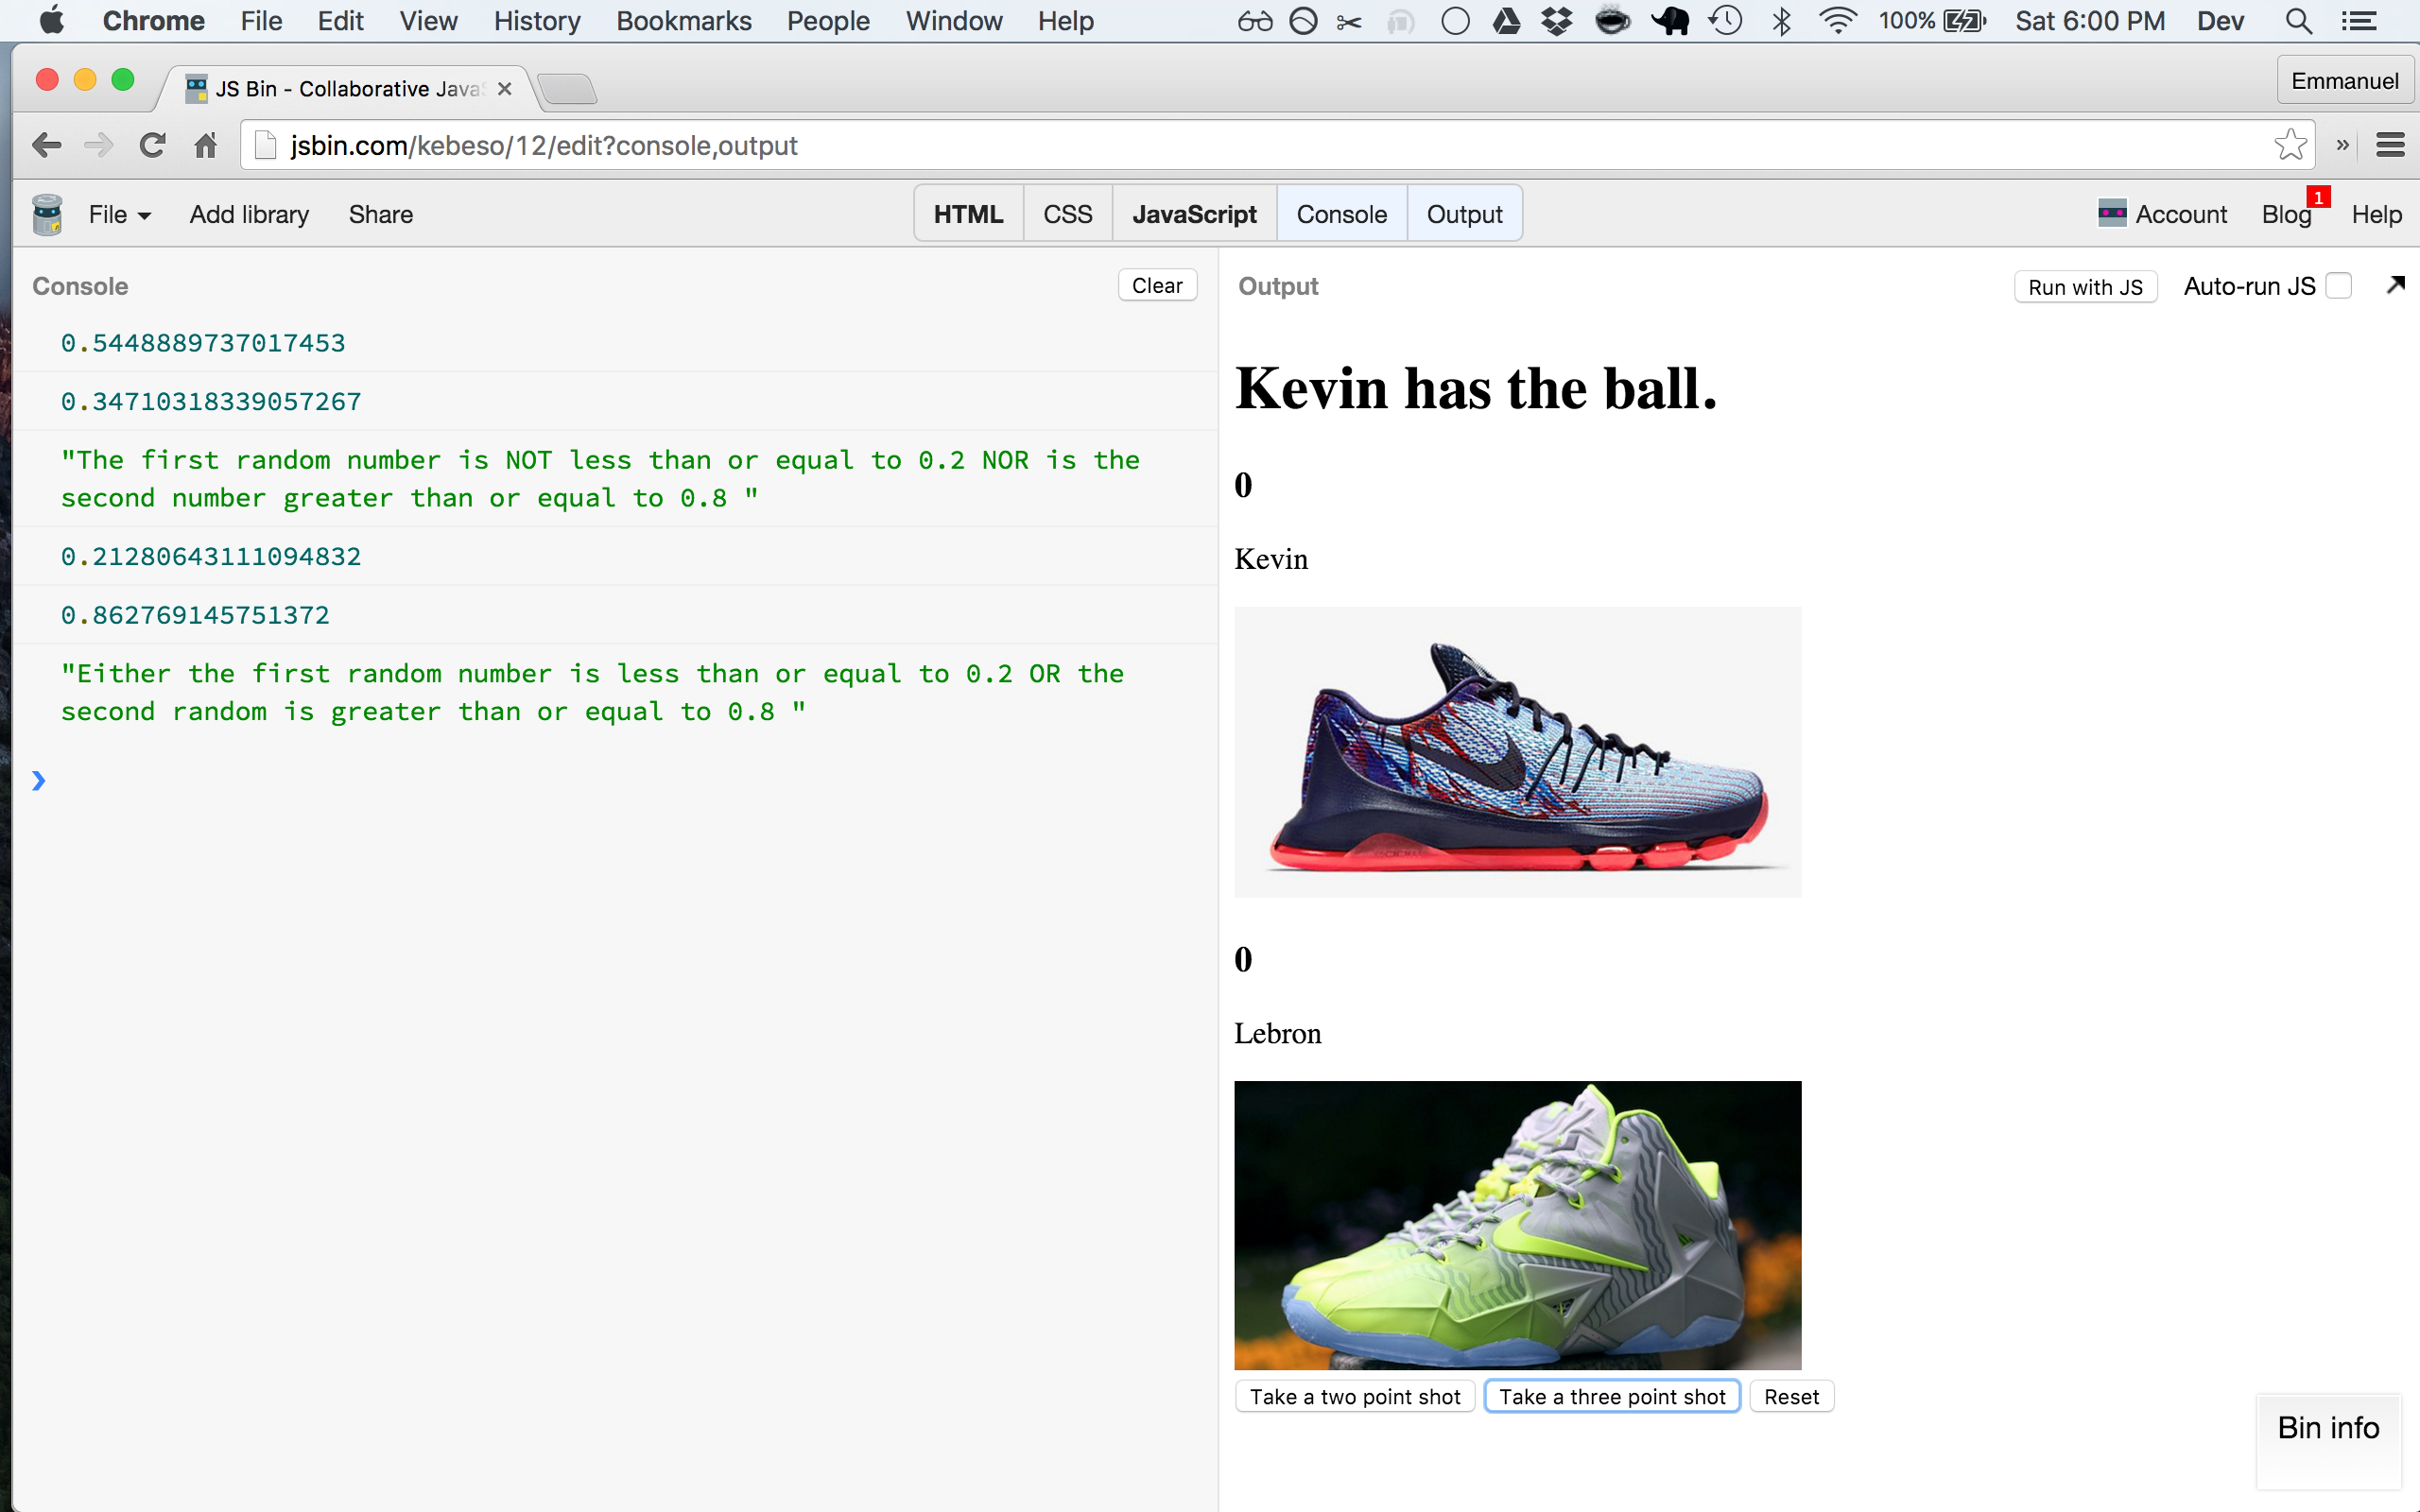 Chrome File Edit View History Bookmarks People Window Help 100% Sat 6:00 PM Dev
JS Bin - Collaborative Java
Emmanuel
jsbin.com/kebeso/12/edit?console,output
»
File Add library Share HTML CSS JavaScript Console Output Account Blog 1 Help
Console Clear
0.5448889737017453
0.34710318339057267
"The first random number is NOT less than or equal to 0.2 NOR is the
second number greater than or equal to 0.8 "
0.21280643111094832
0.862769145751372
"Either the first random number is less than or equal to 0.2 OR the
second random is greater than or equal to 0.8 "
Output Run with JS Auto-run JS
Kevin has the ball.
0
Kevin
0
Lebron
Take a two point shot Take a three point shot Reset
Bin info